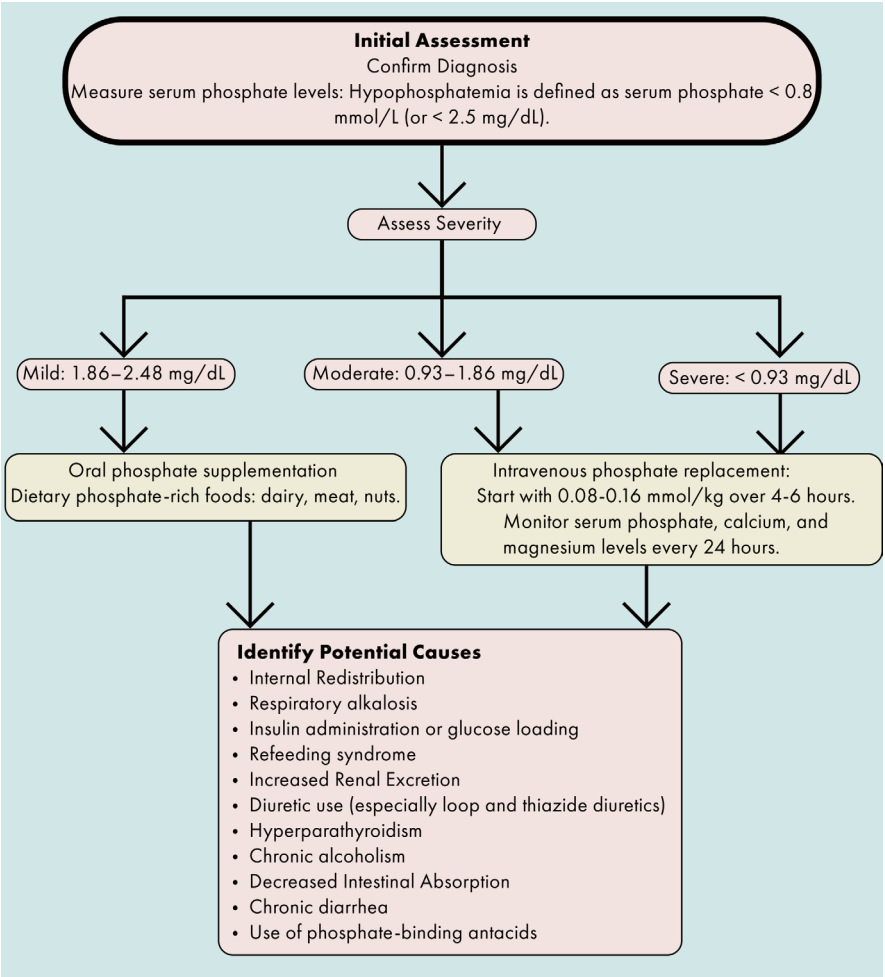 Initial Assessment
Confirm Diagnosis
Measure serum phosphate levels: Hypophosphatemia is defined as serum phosphate < 0.8
mmol/L (or < 2.5 mg/dL).
Assess Severity
Mild: 1.86–2.48 mg/dL
Moderate: 0.93–1.86 mg/dL
Severe: < 0.93 mg/dL
Oral phosphate supplementation
Dietary phosphate-rich foods: dairy, meat, nuts.
Intravenous phosphate replacement:
Start with 0.08-0.16 mmol/kg over 4-6 hours.
Monitor serum phosphate, calcium, and
magnesium levels every 24 hours.
Identify Potential Causes
• Internal Redistribution
• Respiratory alkalosis
• Insulin administration or glucose loading
• Refeeding syndrome
• Increased Renal Excretion
• Diuretic use (especially loop and thiazide diuretics)
• Hyperparathyroidism
• Chronic alcoholism
• Decreased Intestinal Absorption
• Chronic diarrhea
• Use of phosphate-binding antacids